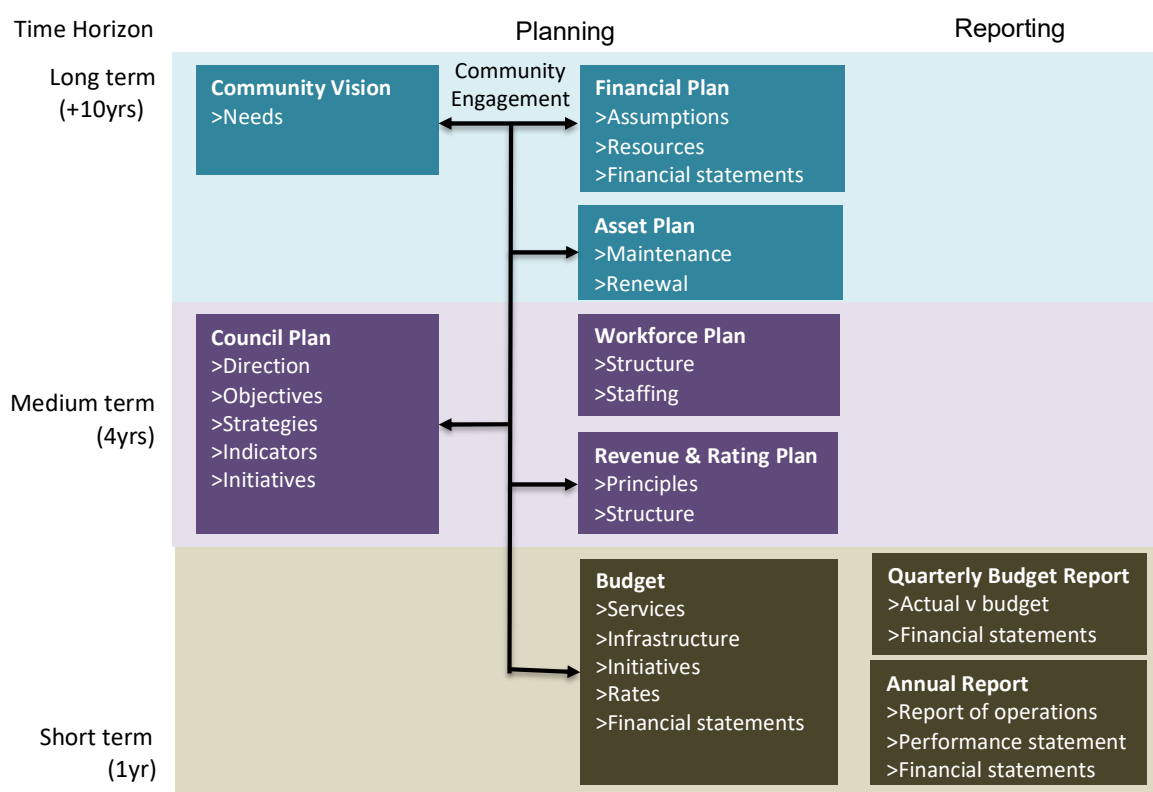 Time Horizon
Planning
Reporting
Long term
(+10yrs)
Community Vision
>Needs
Community
Engagement
Financial Plan
>Assumptions
>Resources
>Financial statements
Asset Plan
>Maintenance
>Renewal
Medium term
(4yrs)
Council Plan
>Direction
>Objectives
>Strategies
>Indicators
>Initiatives
Workforce Plan
>Structure
>Staffing
Revenue & Rating Plan
>Principles
>Structure
Short term
(1yr)
Budget
>Services
>Infrastructure
>Initiatives
>Rates
>Financial statements
Quarterly Budget Report
>Actual v budget
>Financial statements
Annual Report
>Report of operations
>Performance statement
>Financial statements